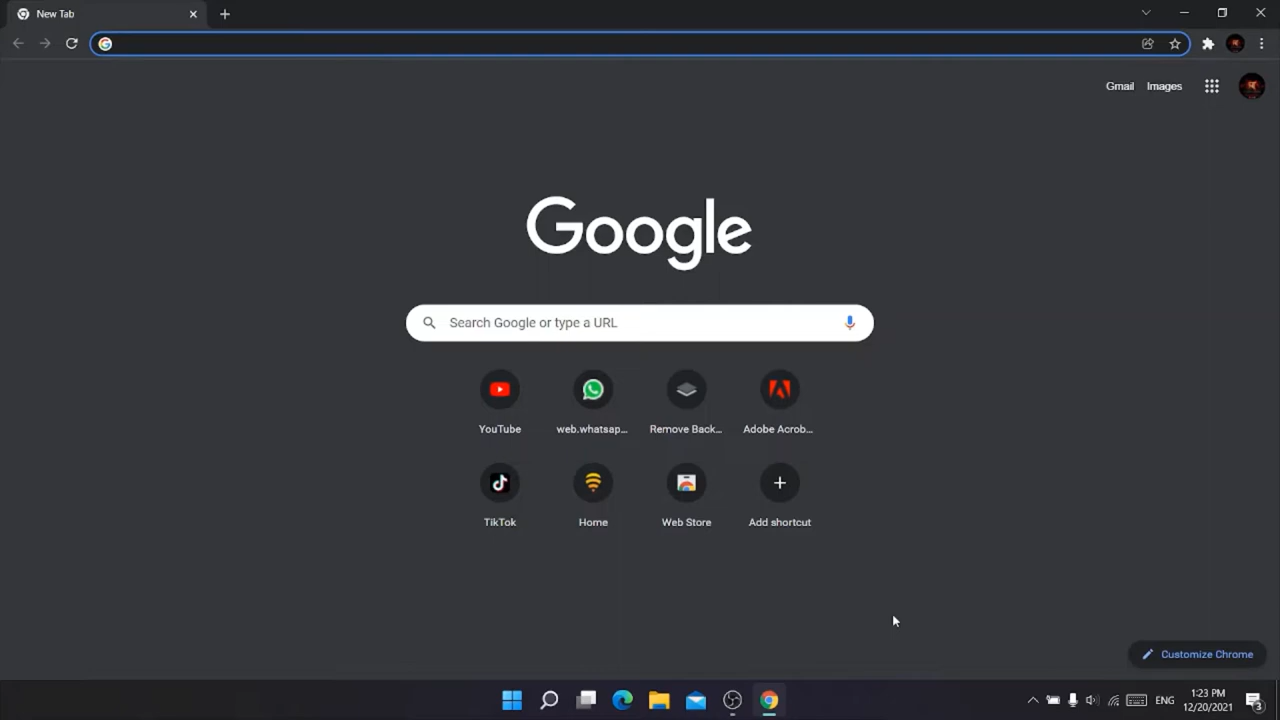 New Tab
Gmail Images
Google
Search Google or type a URL
YouTube web.whatsap... Remove Back... Adobe Acrob...
TikTok Home Web Store Add shortcut
Customize Chrome
ENG 1:23 PM
12/20/2021 3